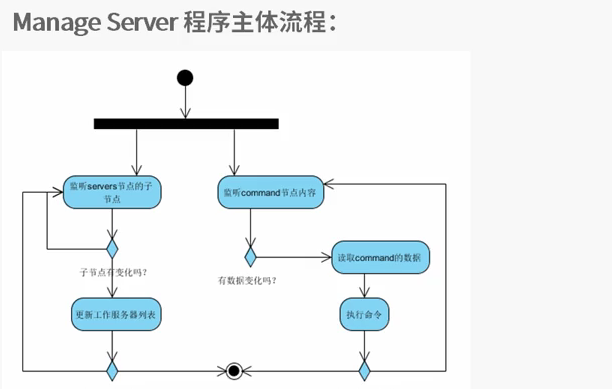 Manage Server 程序主体流程：
监听servers节点的子
节点
监听command节点内容
子节点有变化吗?
有数据变化吗?
读取command的数据
更新工作服务器列表
执行命令